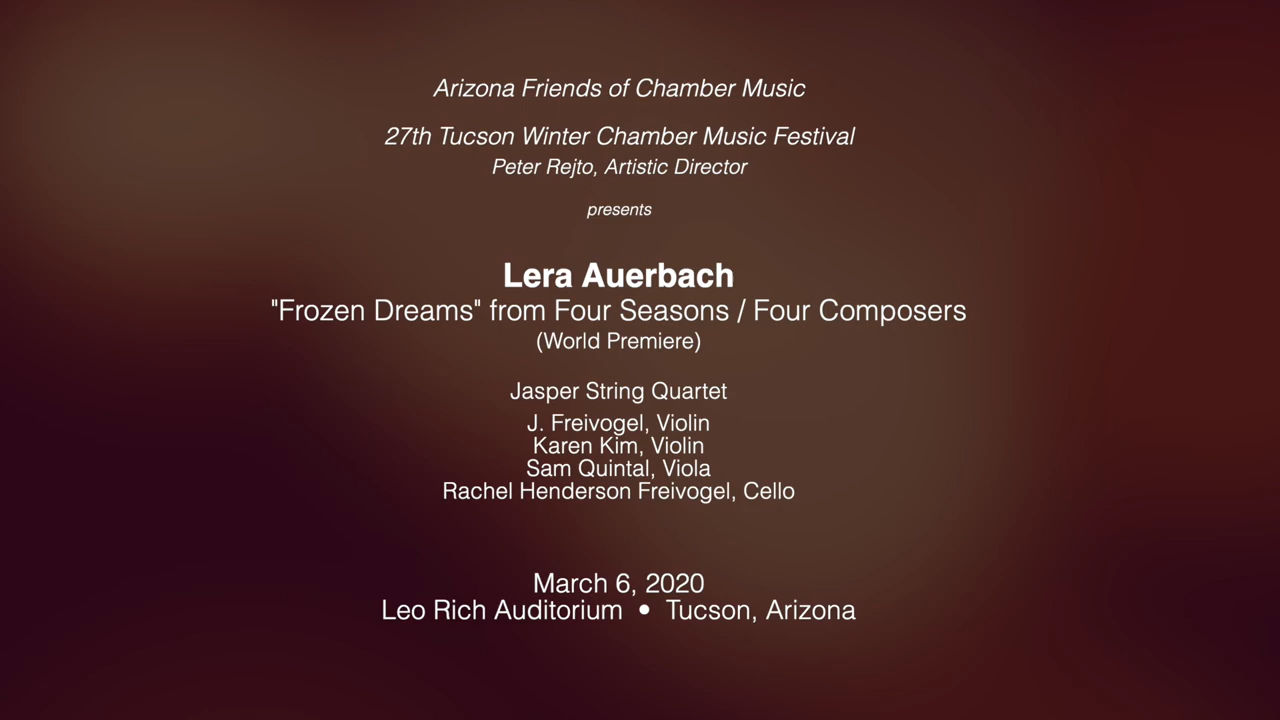 Arizona Friends of Chamber Music
27th Tucson Winter Chamber Music Festival
Peter Rejto, Artistic Director
presents
Lera Auerbach
"Frozen Dreams" from Four Seasons / Four Composers
(World Premiere)
Jasper String Quartet
J. Freivogel, Violin
Karen Kim, Violin
Sam Quintal, Viola
Rachel Henderson Freivogel, Cello
March 6, 2020
Leo Rich Auditorium • Tucson, Arizona